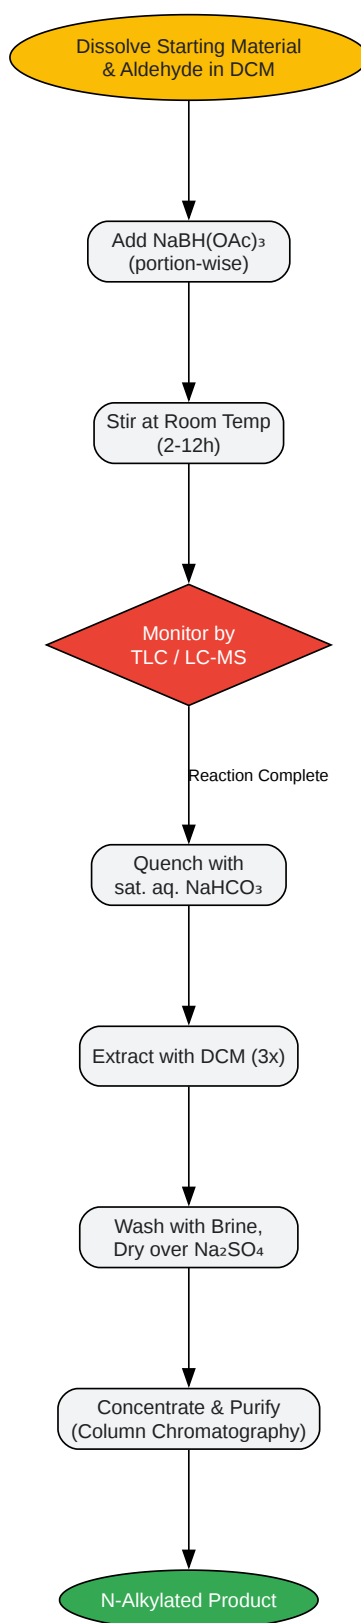 Dissolve Starting Material
& Aldehyde in DCM
Add NaBH(OAc)₃
(portion-wise)
Stir at Room Temp
(2-12h)
Monitor by
TLC / LC-MS
Reaction Complete
Quench with
sat. aq. NaHCO₃
Extract with DCM (3x)
Wash with Brine,
Dry over Na₂SO₄
Concentrate & Purify
(Column Chromatography)
N-Alkylated Product